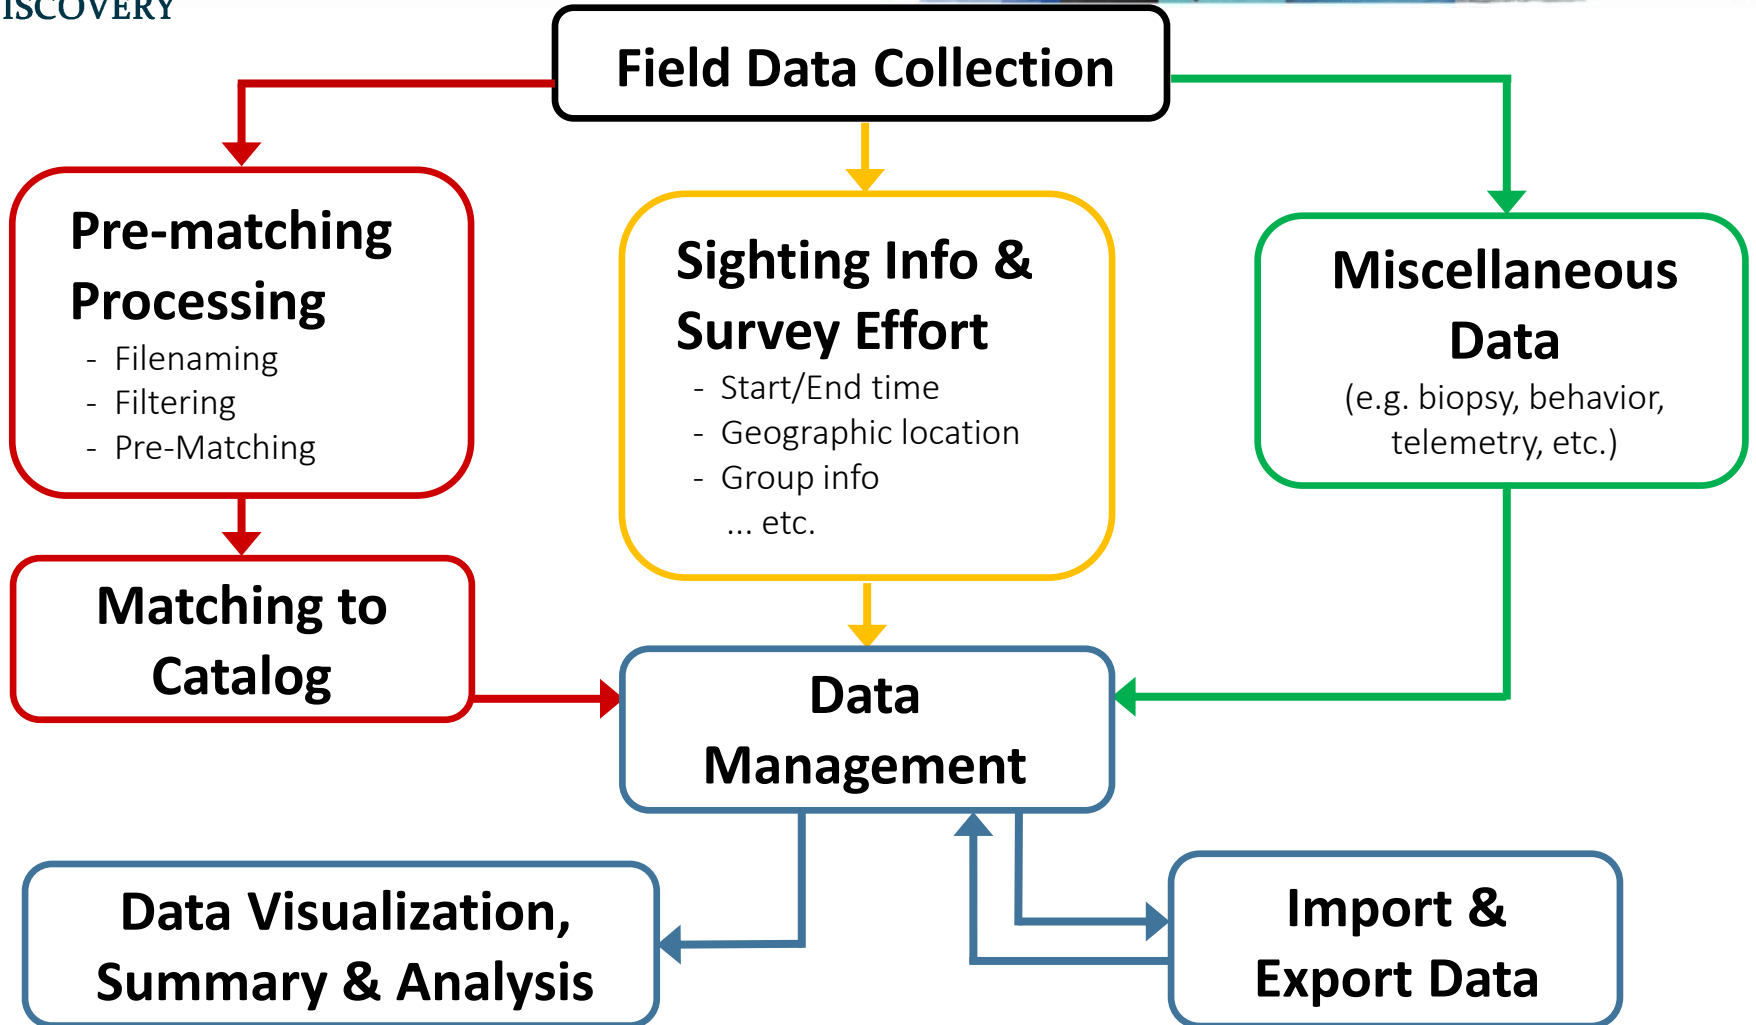 ISCOVERY
Field Data Collection
Pre-matching
Processing
- Filenaming
- Filtering
- Pre-Matching
Sighting Info &
Survey Effort
- Start/End time
- Geographic location
- Group info
... etc.
Miscellaneous
Data
(e.g. biopsy, behavior,
telemetry, etc.)
Matching to
Catalog
Data
Management
Data Visualization,
Summary & Analysis
Import &
Export Data